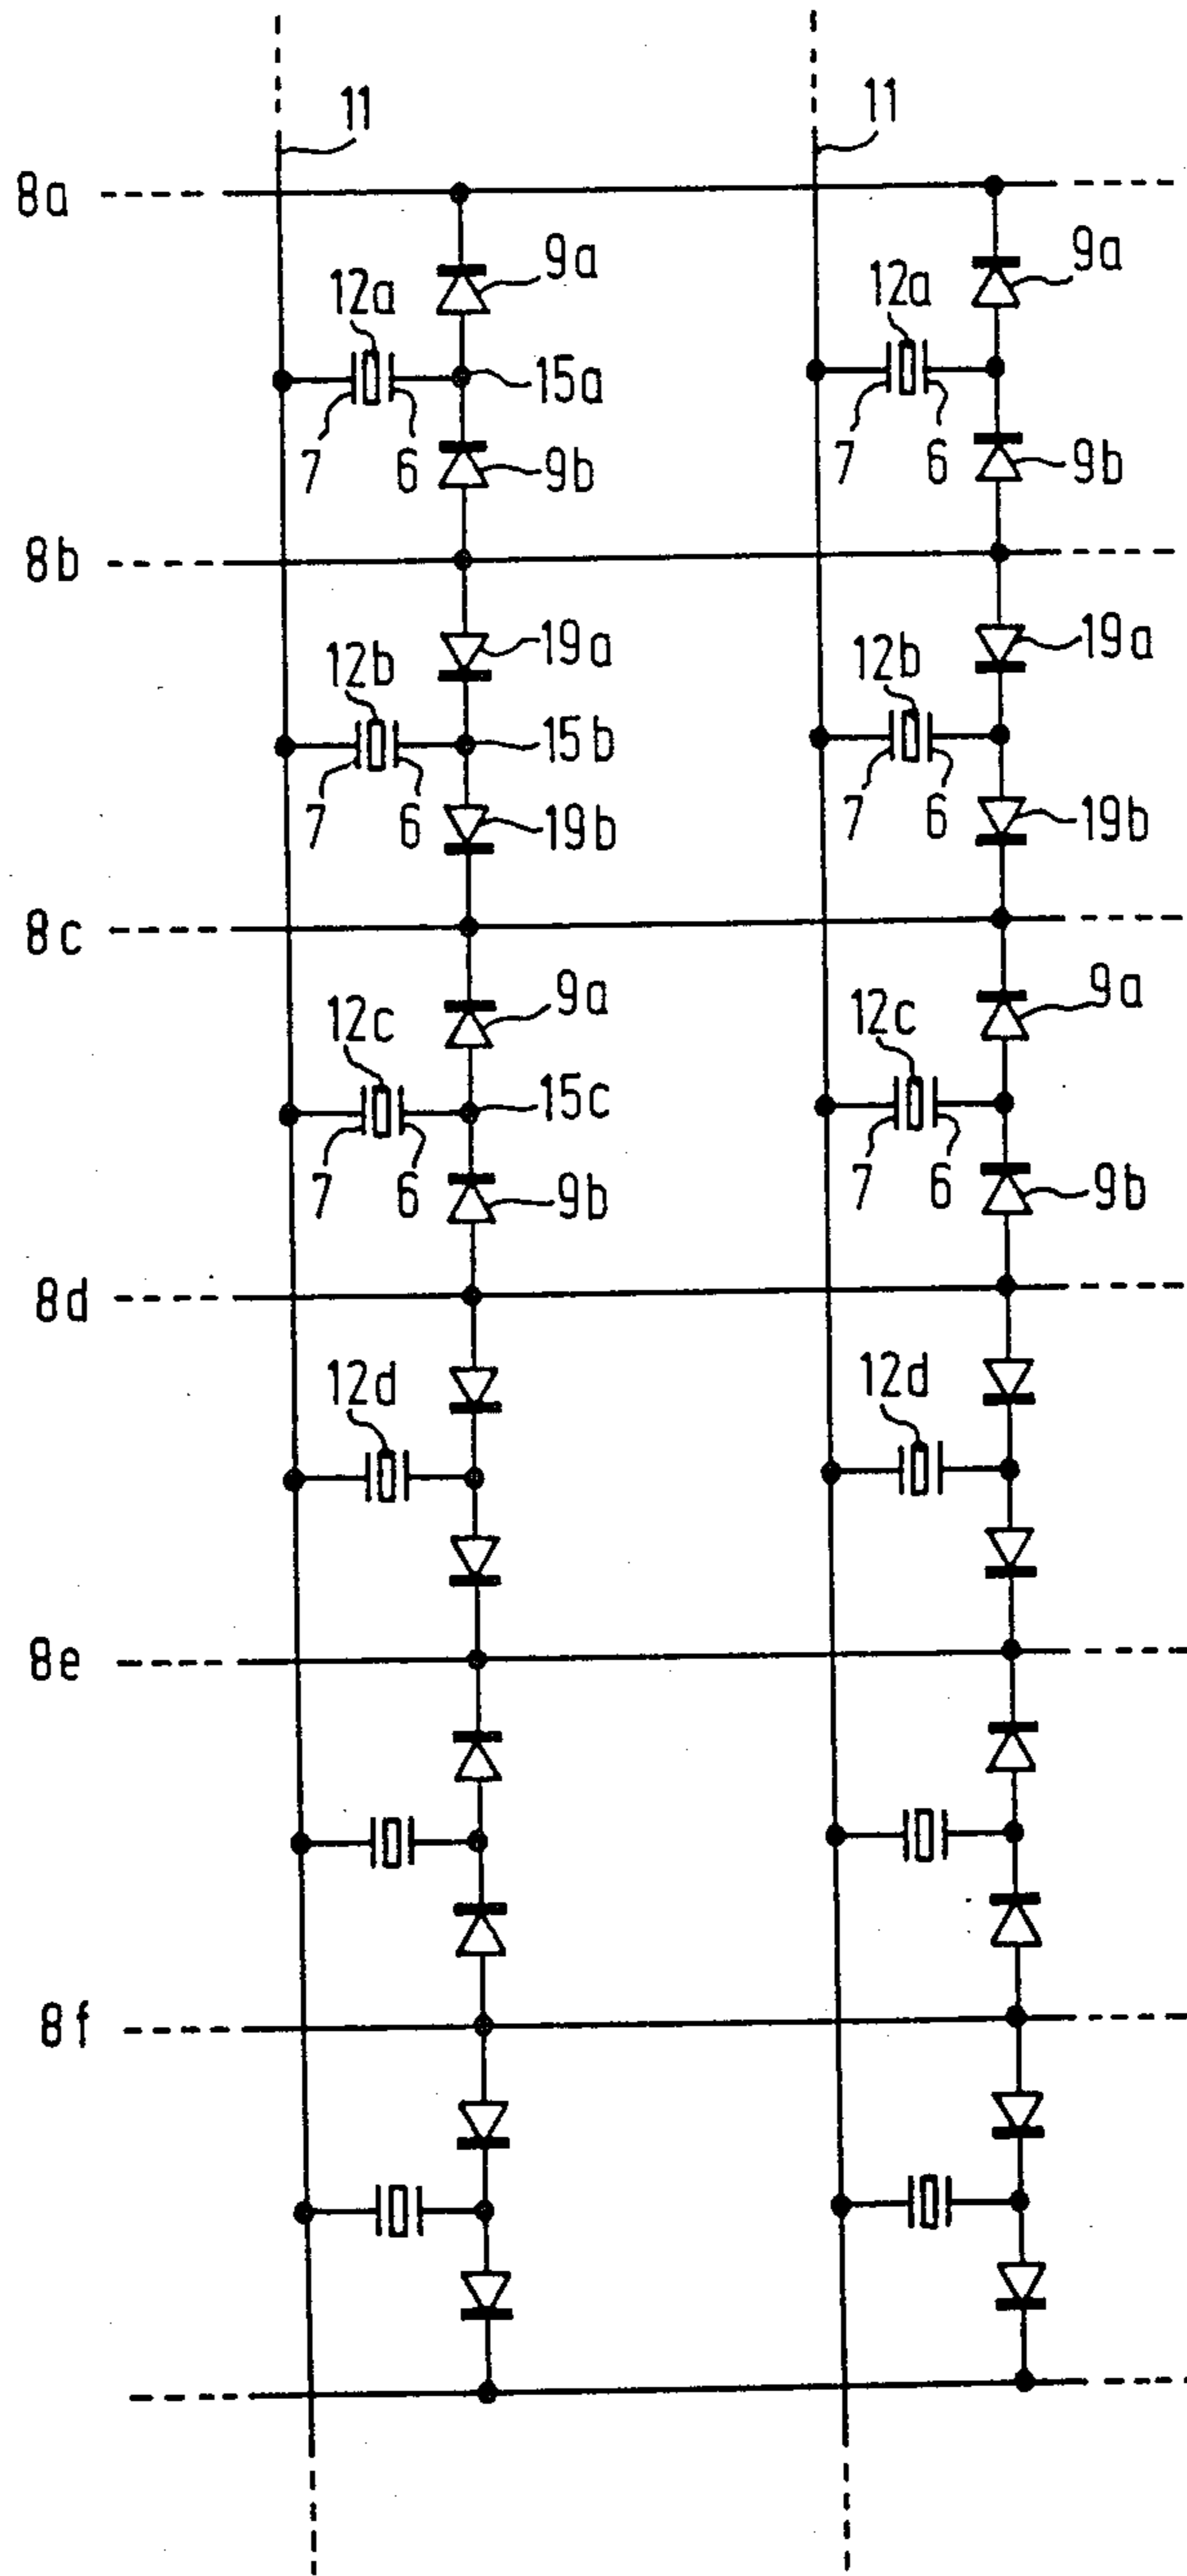 11 11
8a
9a 9a
12a 12a
15a
7 6 7 6
9b 9b
8b
19a 19a
12b 12b
15b
7 6 7 6
19b 19b
8c
9a 9a
12c 12c
15c
7 6 7 6
9b 9b
8d
12d 12d
8e
8f